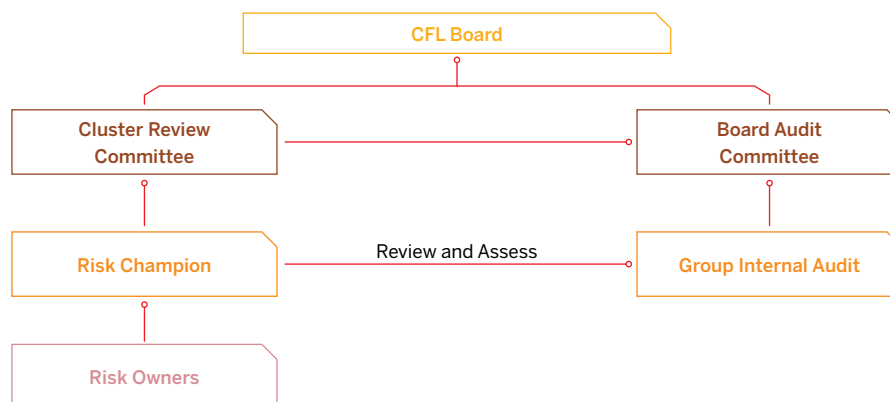 CFL Board
Cluster Review
Committee
Board Audit
Committee
Review and Assess
Risk Champion
Group Internal Audit
Risk Owners